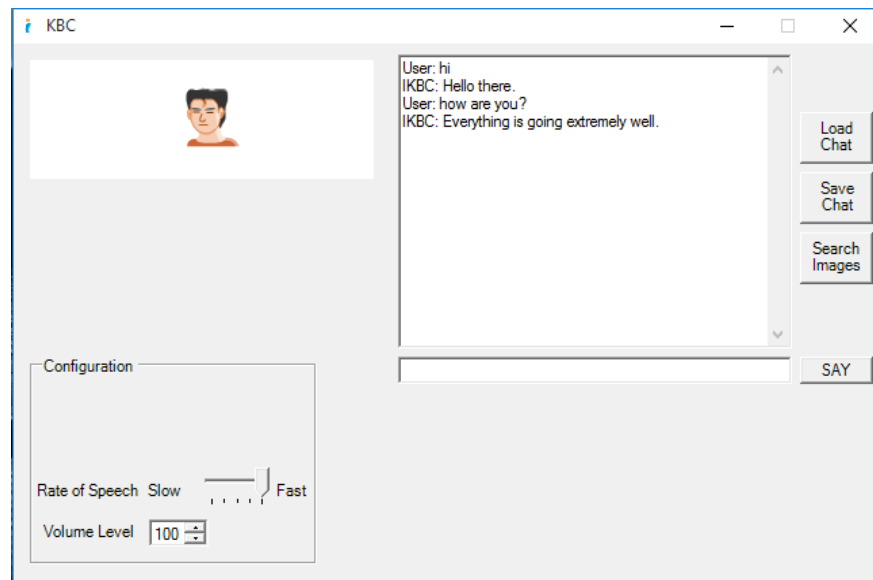 KBC
User: hi
IKBC: Hello there.
User: how are you?
IKBC: Everything is going extremely well.
Load
Chat
Save
Chat
Search
Images
SAY
Configuration
Rate of Speech Slow Fast
Volume Level 100